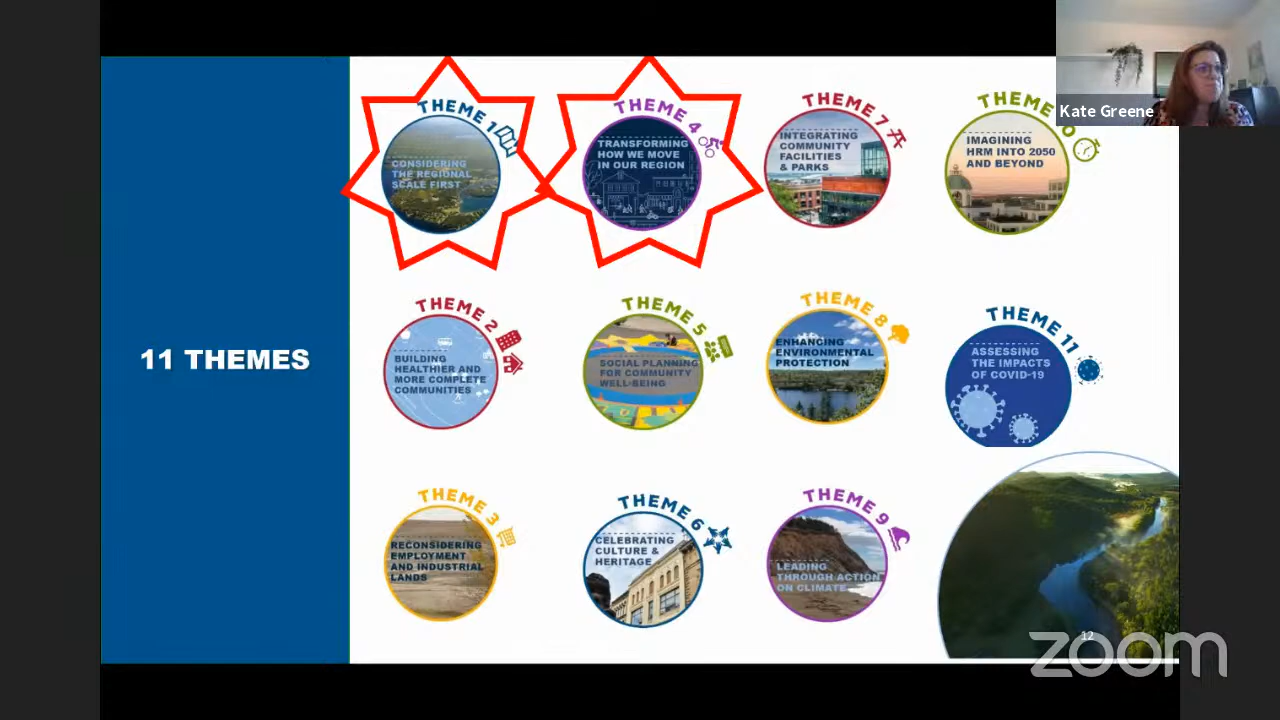 11 THEMES
THEME 1
CONSIDERING
THE REGIONAL
SCALE FIRST
THEME 4
TRANSFORMING
HOW WE MOVE
IN OUR REGION
THEME 7
INTEGRATING
COMMUNITY
FACILITIES
& PARKS
THEME
IMAGINING
HRM INTO 2050
AND BEYOND
Kate Greene
THEME 2
BUILDING
HEALTHIER AND
MORE COMPLETE
COMMUNITIES
THEME 5
SOCIAL PLANNING
FOR COMMUNITY
WELL-BEING
THEME 8
ENHANCING
ENVIRONMENTAL
PROTECTION
THEME 11
ASSESSING
THE IMPACTS
OF COVID-19
THEME 3
RECONSIDERING
EMPLOYMENT
AND INDUSTRIAL
LANDS
THEME 6
CELEBRATING
CULTURE &
HERITAGE
THEME 9
LEADING
THROUGH ACTION
ON CLIMATE
12
zoom